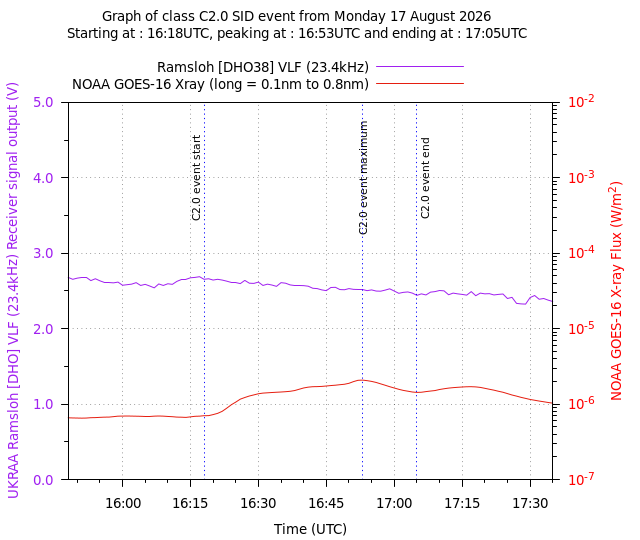 Graph of class C2.0 SID event from Monday 17 August 2026
Starting at : 16:18UTC, peaking at : 16:53UTC and ending at : 17:05UTC
Ramsloh [DHO38] VLF (23.4kHz)
NOAA GOES-16 Xray (long = 0.1nm to 0.8nm)
UKRAA Ramsloh [DHO] VLF (23.4kHz) Receiver signal output (V)
5.0
4.0
3.0
2.0
1.0
0.0
C2.0 event start
C2.0 event maximum
C2.0 event end
10-2
10-3
10-4
10-5
10-6
10-7
NOAA GOES-16 X-ray Flux (W/m2)
16:00 16:15 16:30 16:45 17:00 17:15 17:30
Time (UTC)